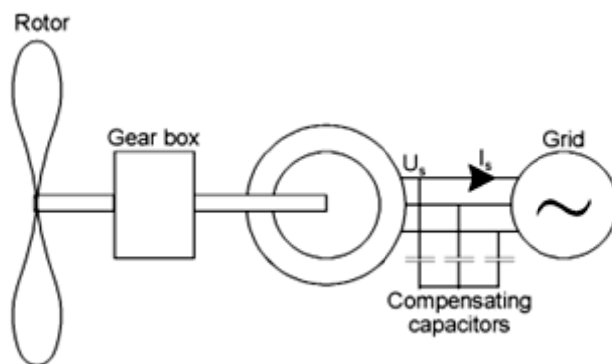 Rotor
Gear box
Us
Is
Grid
~
Compensating
capacitors